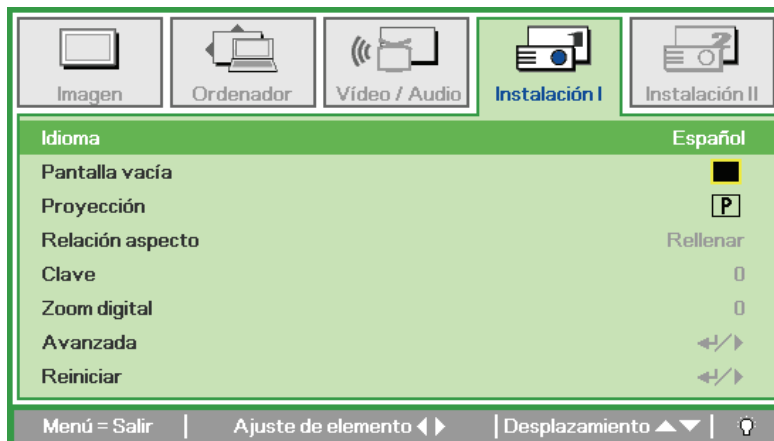 Imagen
Ordenador
Vídeo / Audio
Instalación I
Instalación II
Idioma Español
Pantalla vacía
Proyección P
Relación aspecto Rellenar
Clave 0
Zoom digital 0
Avanzada
Reiniciar
Menú = Salir | Ajuste de elemento | Desplazamiento |